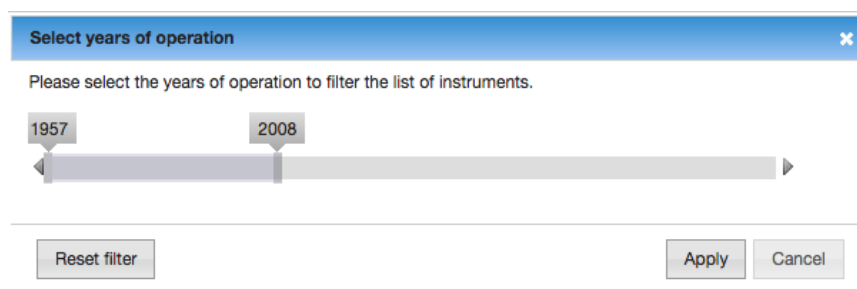 Select years of operation
Please select the years of operation to filter the list of instruments.
1957 2008
Reset filter Apply Cancel